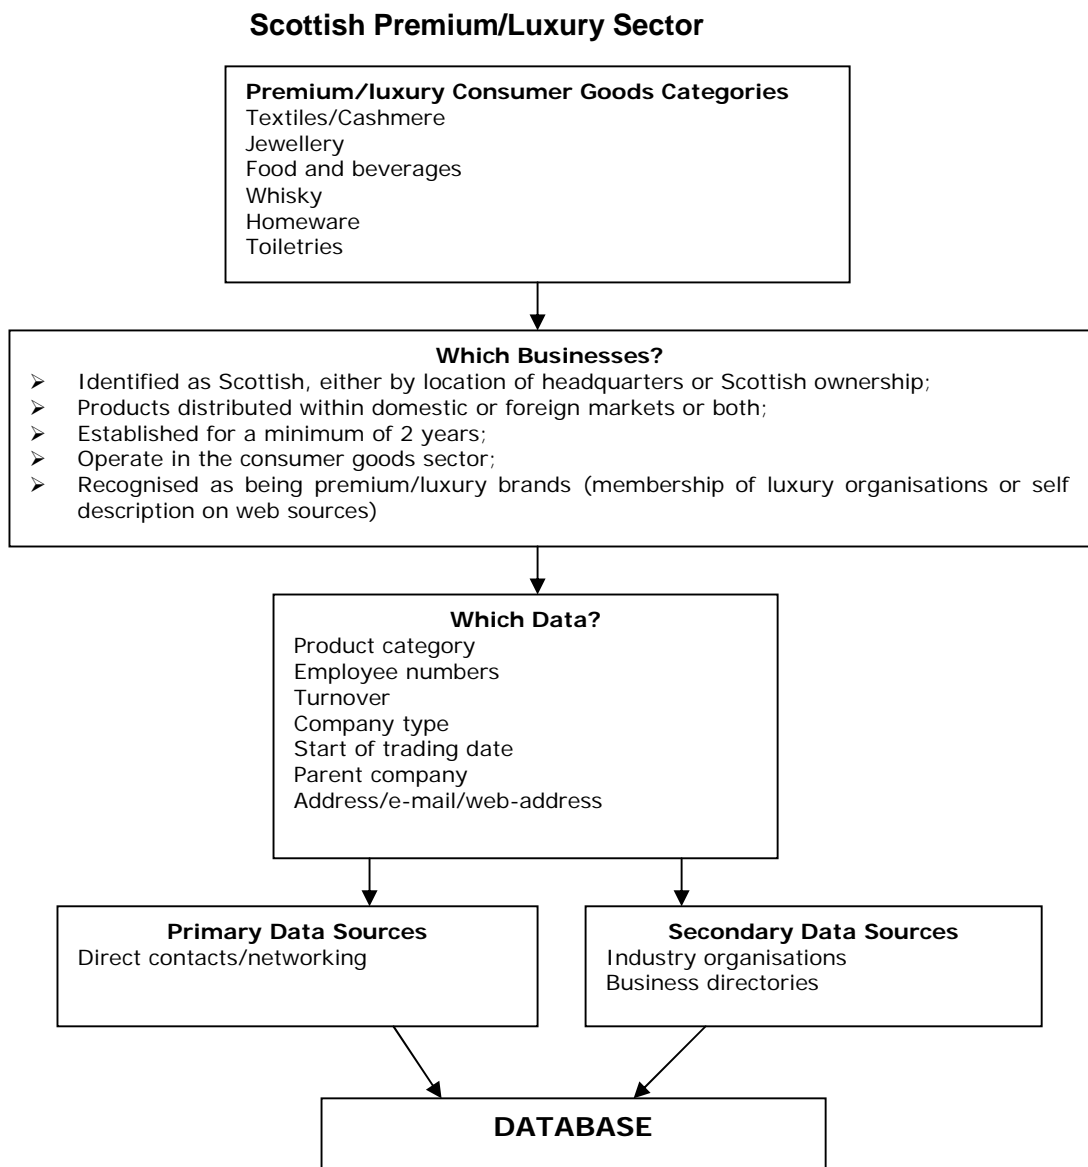 Scottish Premium/Luxury Sector
Premium/luxury Consumer Goods Categories
Textiles/Cashmere
Jewellery
Food and beverages
Whisky
Homeware
Toiletries
Which Businesses?
➢ Identified as Scottish, either by location of headquarters or Scottish ownership;
➢ Products distributed within domestic or foreign markets or both;
➢ Established for a minimum of 2 years;
➢ Operate in the consumer goods sector;
➢ Recognised as being premium/luxury brands (membership of luxury organisations or self
description on web sources)
Which Data?
Product category
Employee numbers
Turnover
Company type
Start of trading date
Parent company
Address/e-mail/web-address
Primary Data Sources
Direct contacts/networking
Secondary Data Sources
Industry organisations
Business directories
DATABASE